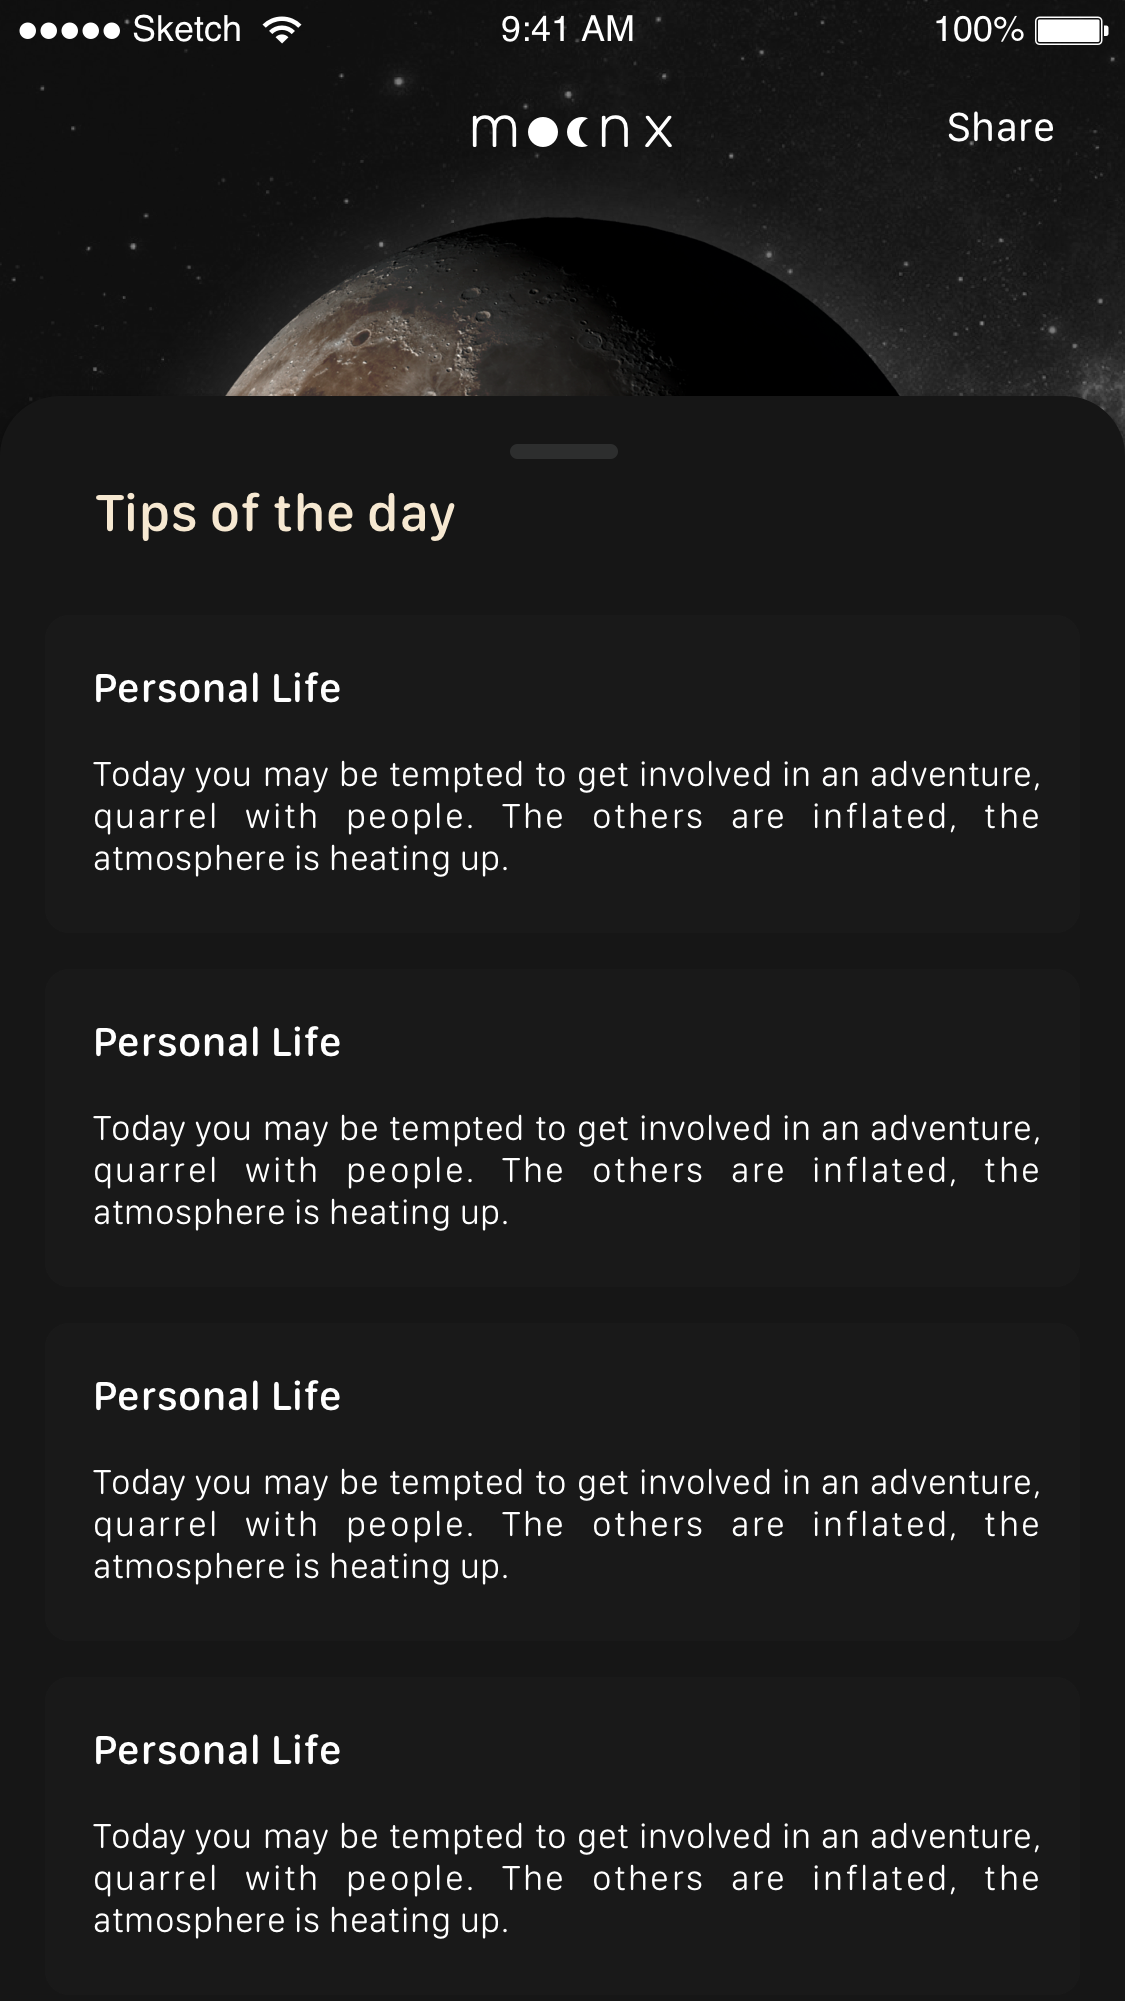 Sketch 9:41 AM 100%
moonx Share
Tips of the day
Personal Life
Today you may be tempted to get involved in an adventure,
quarrel with people. The others are inflated, the
atmosphere is heating up.
Personal Life
Today you may be tempted to get involved in an adventure,
quarrel with people. The others are inflated, the
atmosphere is heating up.
Personal Life
Today you may be tempted to get involved in an adventure,
quarrel with people. The others are inflated, the
atmosphere is heating up.
Personal Life
Today you may be tempted to get involved in an adventure,
quarrel with people. The others are inflated, the
atmosphere is heating up.